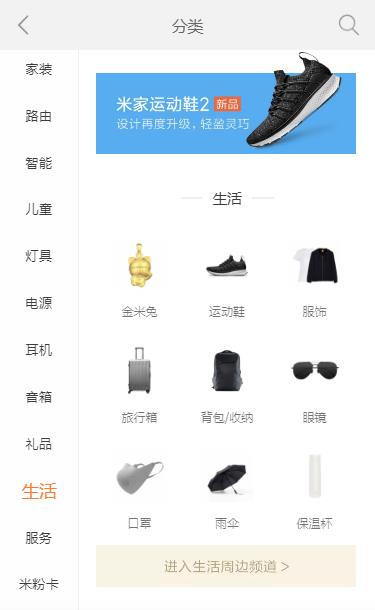 分类
家装
路由
智能
儿童
灯具
电源
耳机
音箱
礼品
生活
服务
米粉卡
米家运动鞋2 新品
设计再度升级，轻盈灵巧
生活
金米兔
运动鞋
服饰
旅行箱
背包/收纳
眼镜
口罩
雨伞
保温杯
进入生活周边频道 >